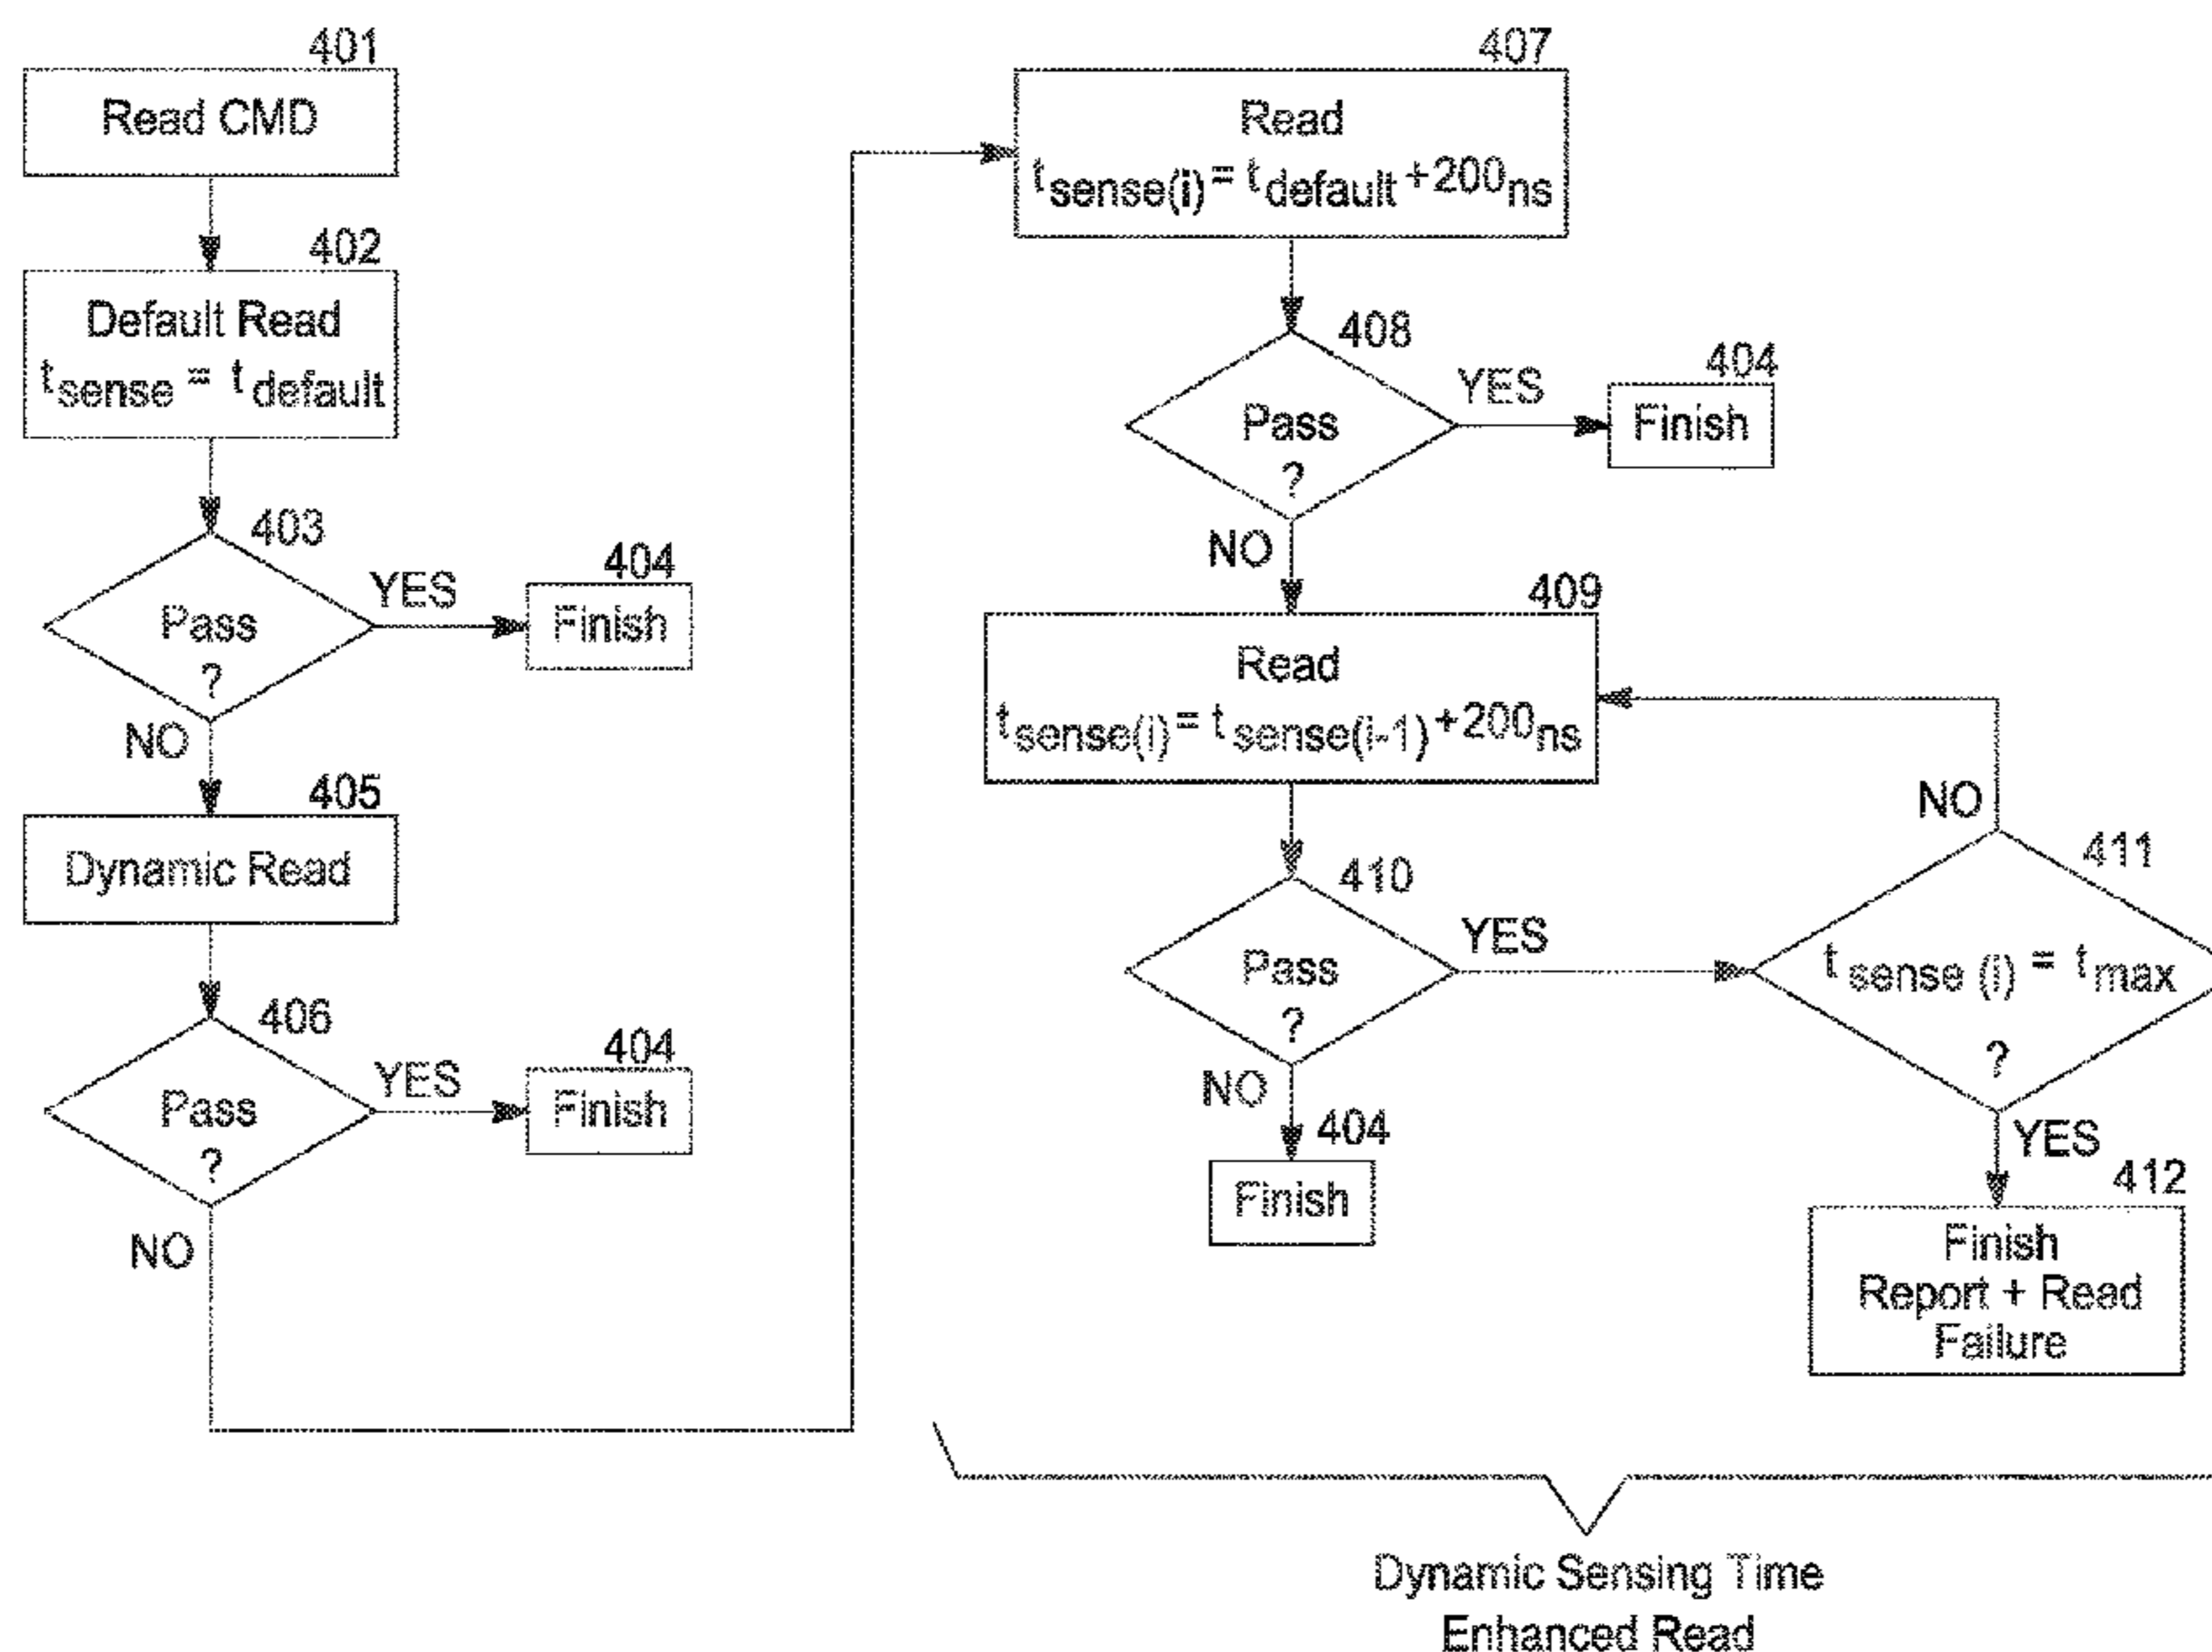 401
Read CMD
402
Default Read
tsense = tdefault
403
Pass
?
YES
404
Finish
NO
405
Dynamic Read
406
Pass
?
YES
404
Finish
NO
407
Read
tsense(i) = tdefault +200ns
408
Pass
?
YES
404
Finish
NO
409
Read
tsense(i) = tsense(i-1) +200ns
410
Pass
?
YES
NO
404
Finish
411
tsense (i) = tmax
?
NO
YES
412
Finish
Report + Read
Failure
Dynamic Sensing Time
Enhanced Read